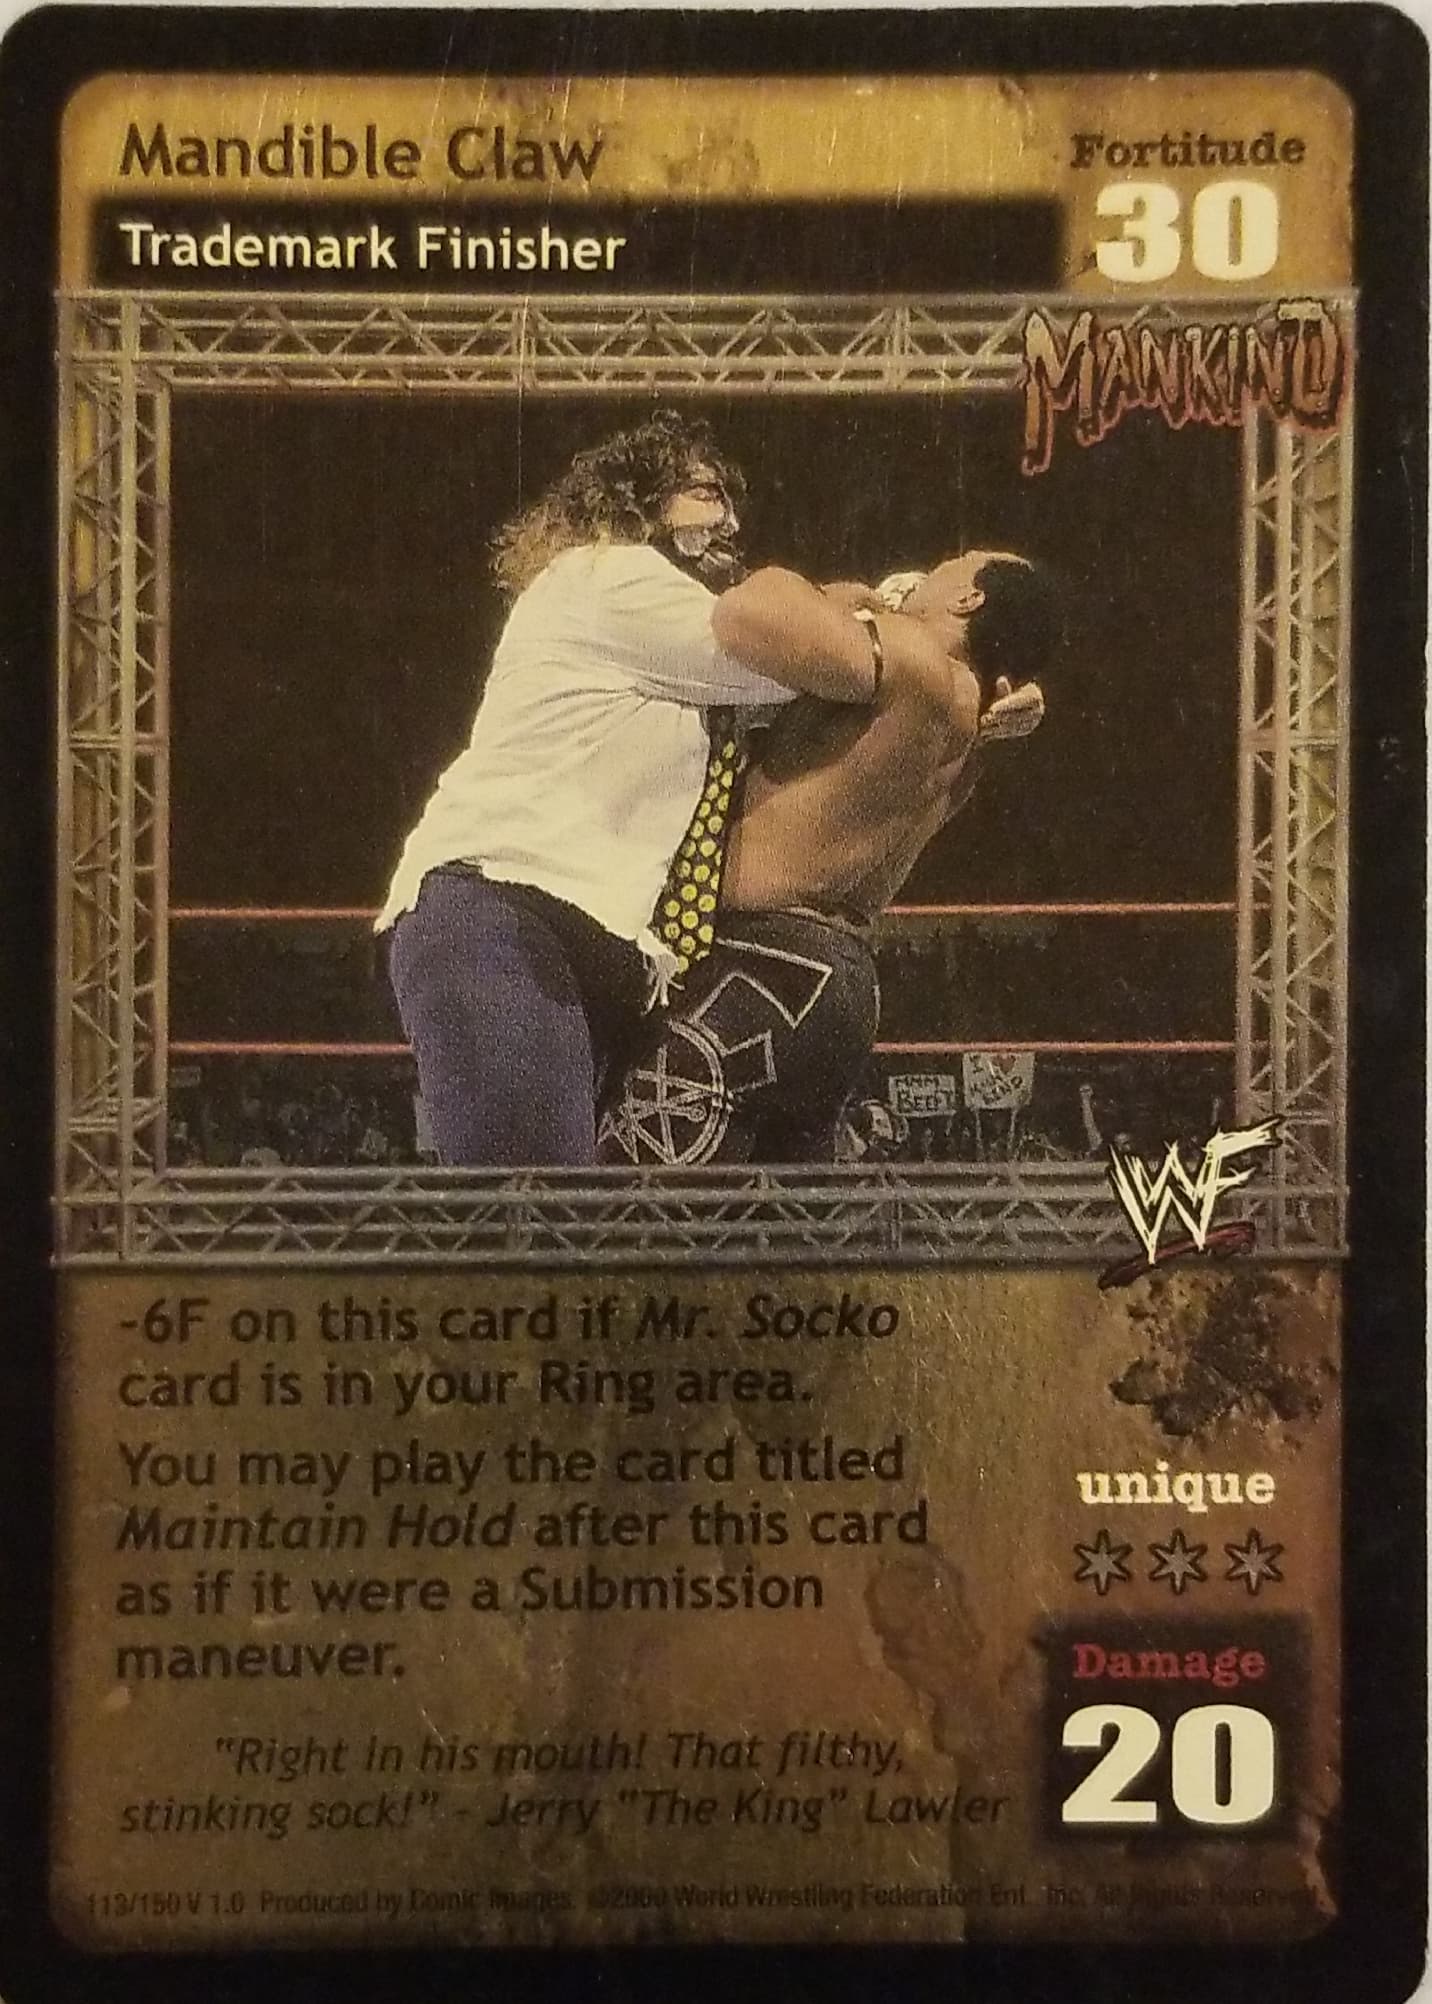 Mandible Claw
Fortitude
30
Trademark Finisher
MANKIND
MMM BEEF!
WF
-6F on this card if Mr. Socko
card is in your Ring area.
You may play the card titled
Maintain Hold after this card
as if it were a Submission
maneuver.
unique
Damage
20
"Right in his mouth! That filthy,
stinking sock!" - Jerry "The King" Lawler
113/150 V 1.0 Produced by Comic Images. ©2000 World Wrestling Federation Ent. Inc. All Rights Reserved.